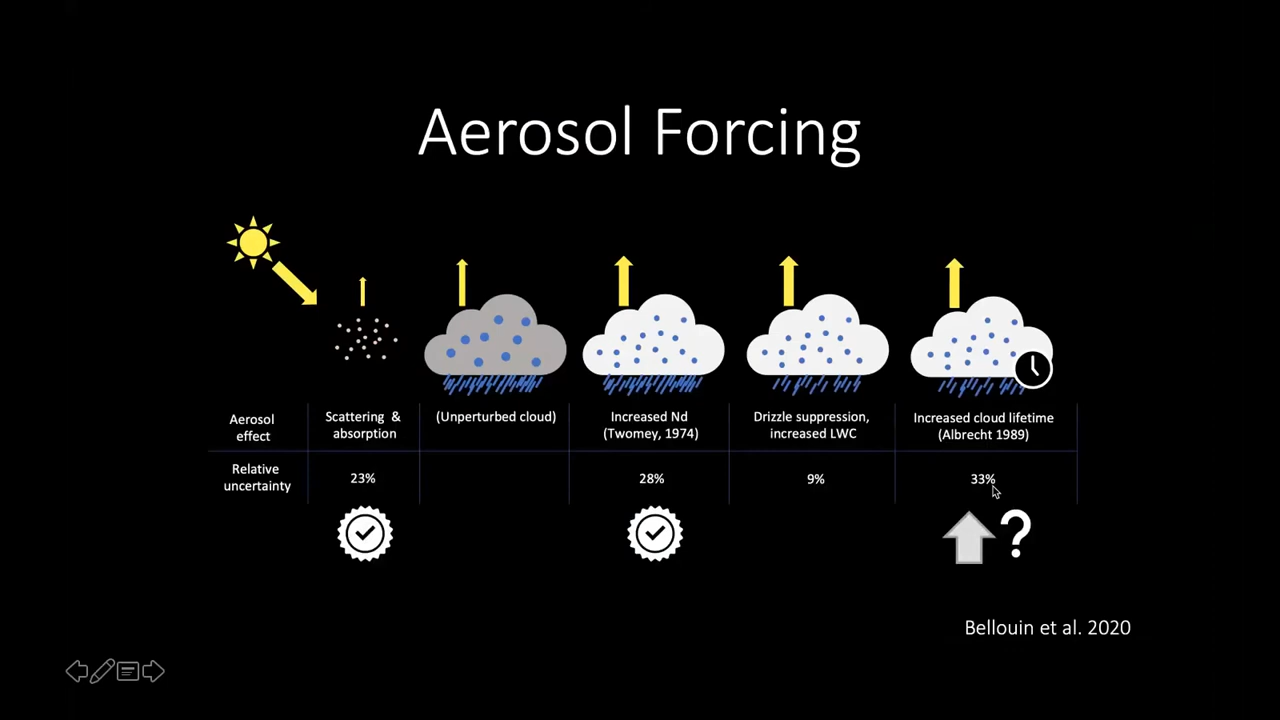 Aerosol Forcing
Aerosol
effect
Scattering &
absorption
(Unperturbed cloud)
Increased Nd
(Twomey, 1974)
Drizzle suppression,
increased LWC
Increased cloud lifetime
(Albrecht 1989)
Relative
uncertainty
23%
28%
9%
33%
?
Bellouin et al. 2020